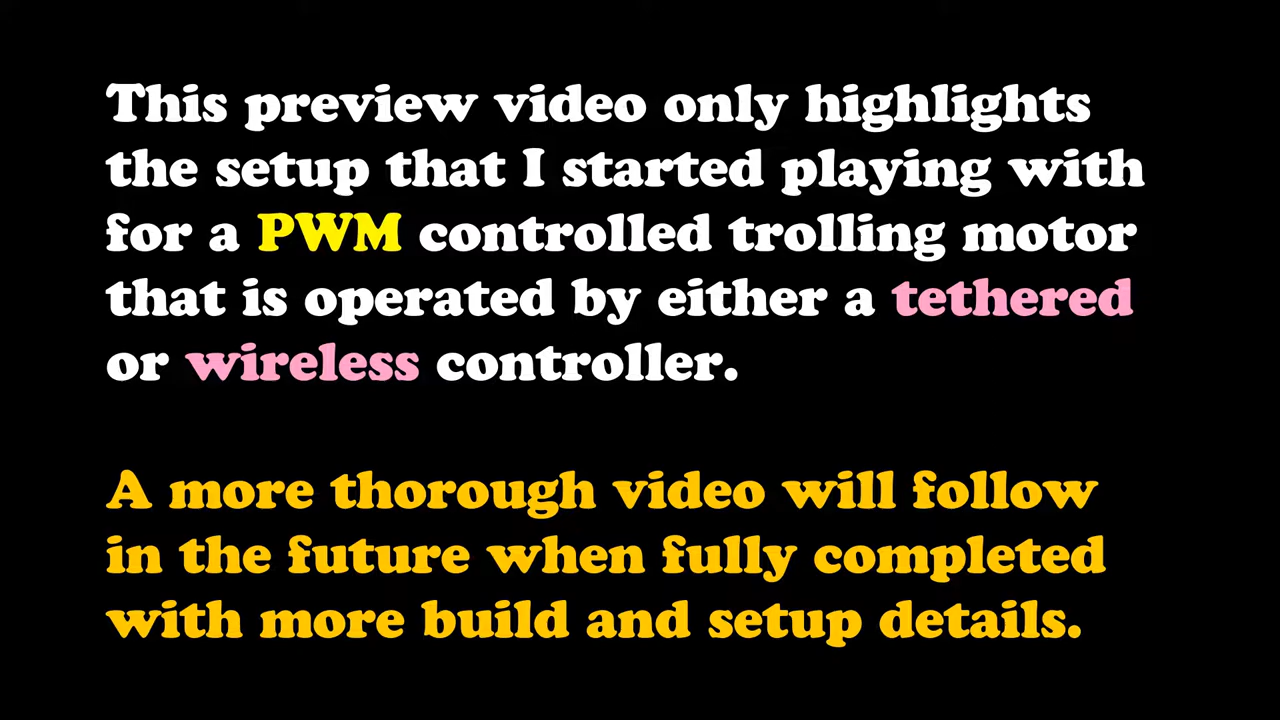 This preview video only highlights
the setup that I started playing with
for a PWM controlled trolling motor
that is operated by either a tethered
or wireless controller.
A more thorough video will follow
in the future when fully completed
with more build and setup details.